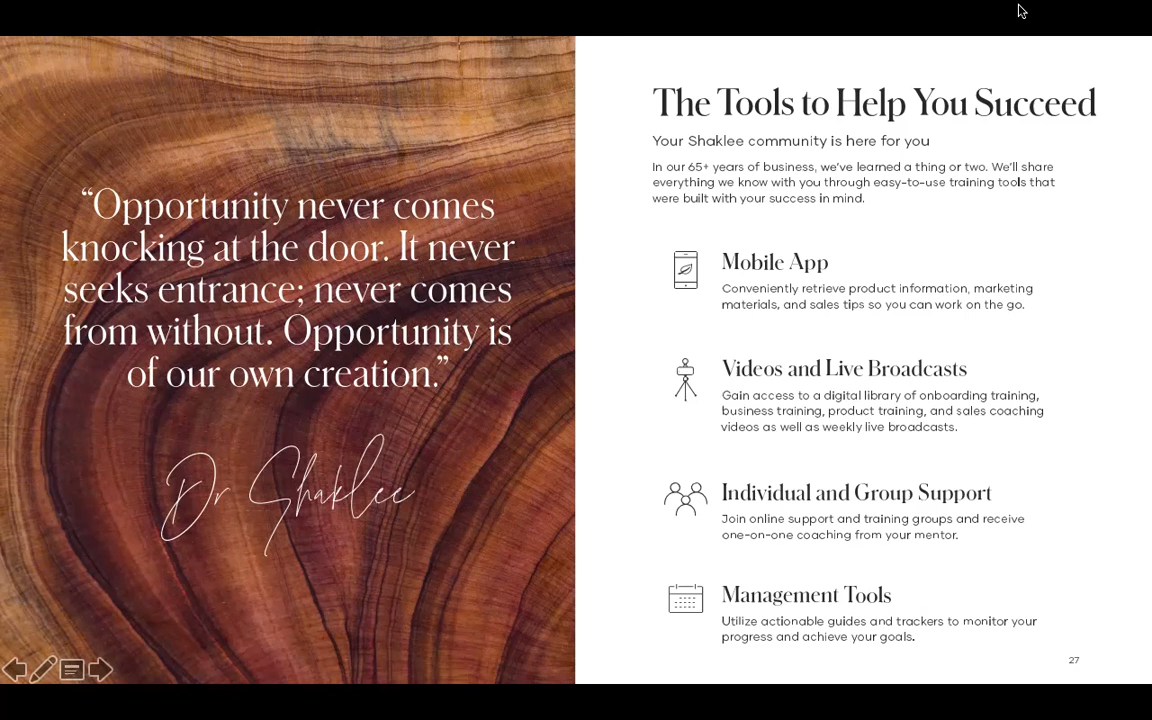 “Opportunity never comes
knocking at the door. It never
seeks entrance; never comes
from without. Opportunity is
of our own creation.”
Dr Shaklee
The Tools to Help You Succeed
Your Shaklee community is here for you
In our 65+ years of business, we’ve learned a thing or two. We’ll share
everything we know with you through easy-to-use training tools that
were built with your success in mind.
Mobile App
Conveniently retrieve product information, marketing
materials, and sales tips so you can work on the go.
Videos and Live Broadcasts
Gain access to a digital library of onboarding training,
business training, product training, and sales coaching
videos as well as weekly live broadcasts.
Individual and Group Support
Join online support and training groups and receive
one-on-one coaching from your mentor.
Management Tools
Utilize actionable guides and trackers to monitor your
progress and achieve your goals.
27